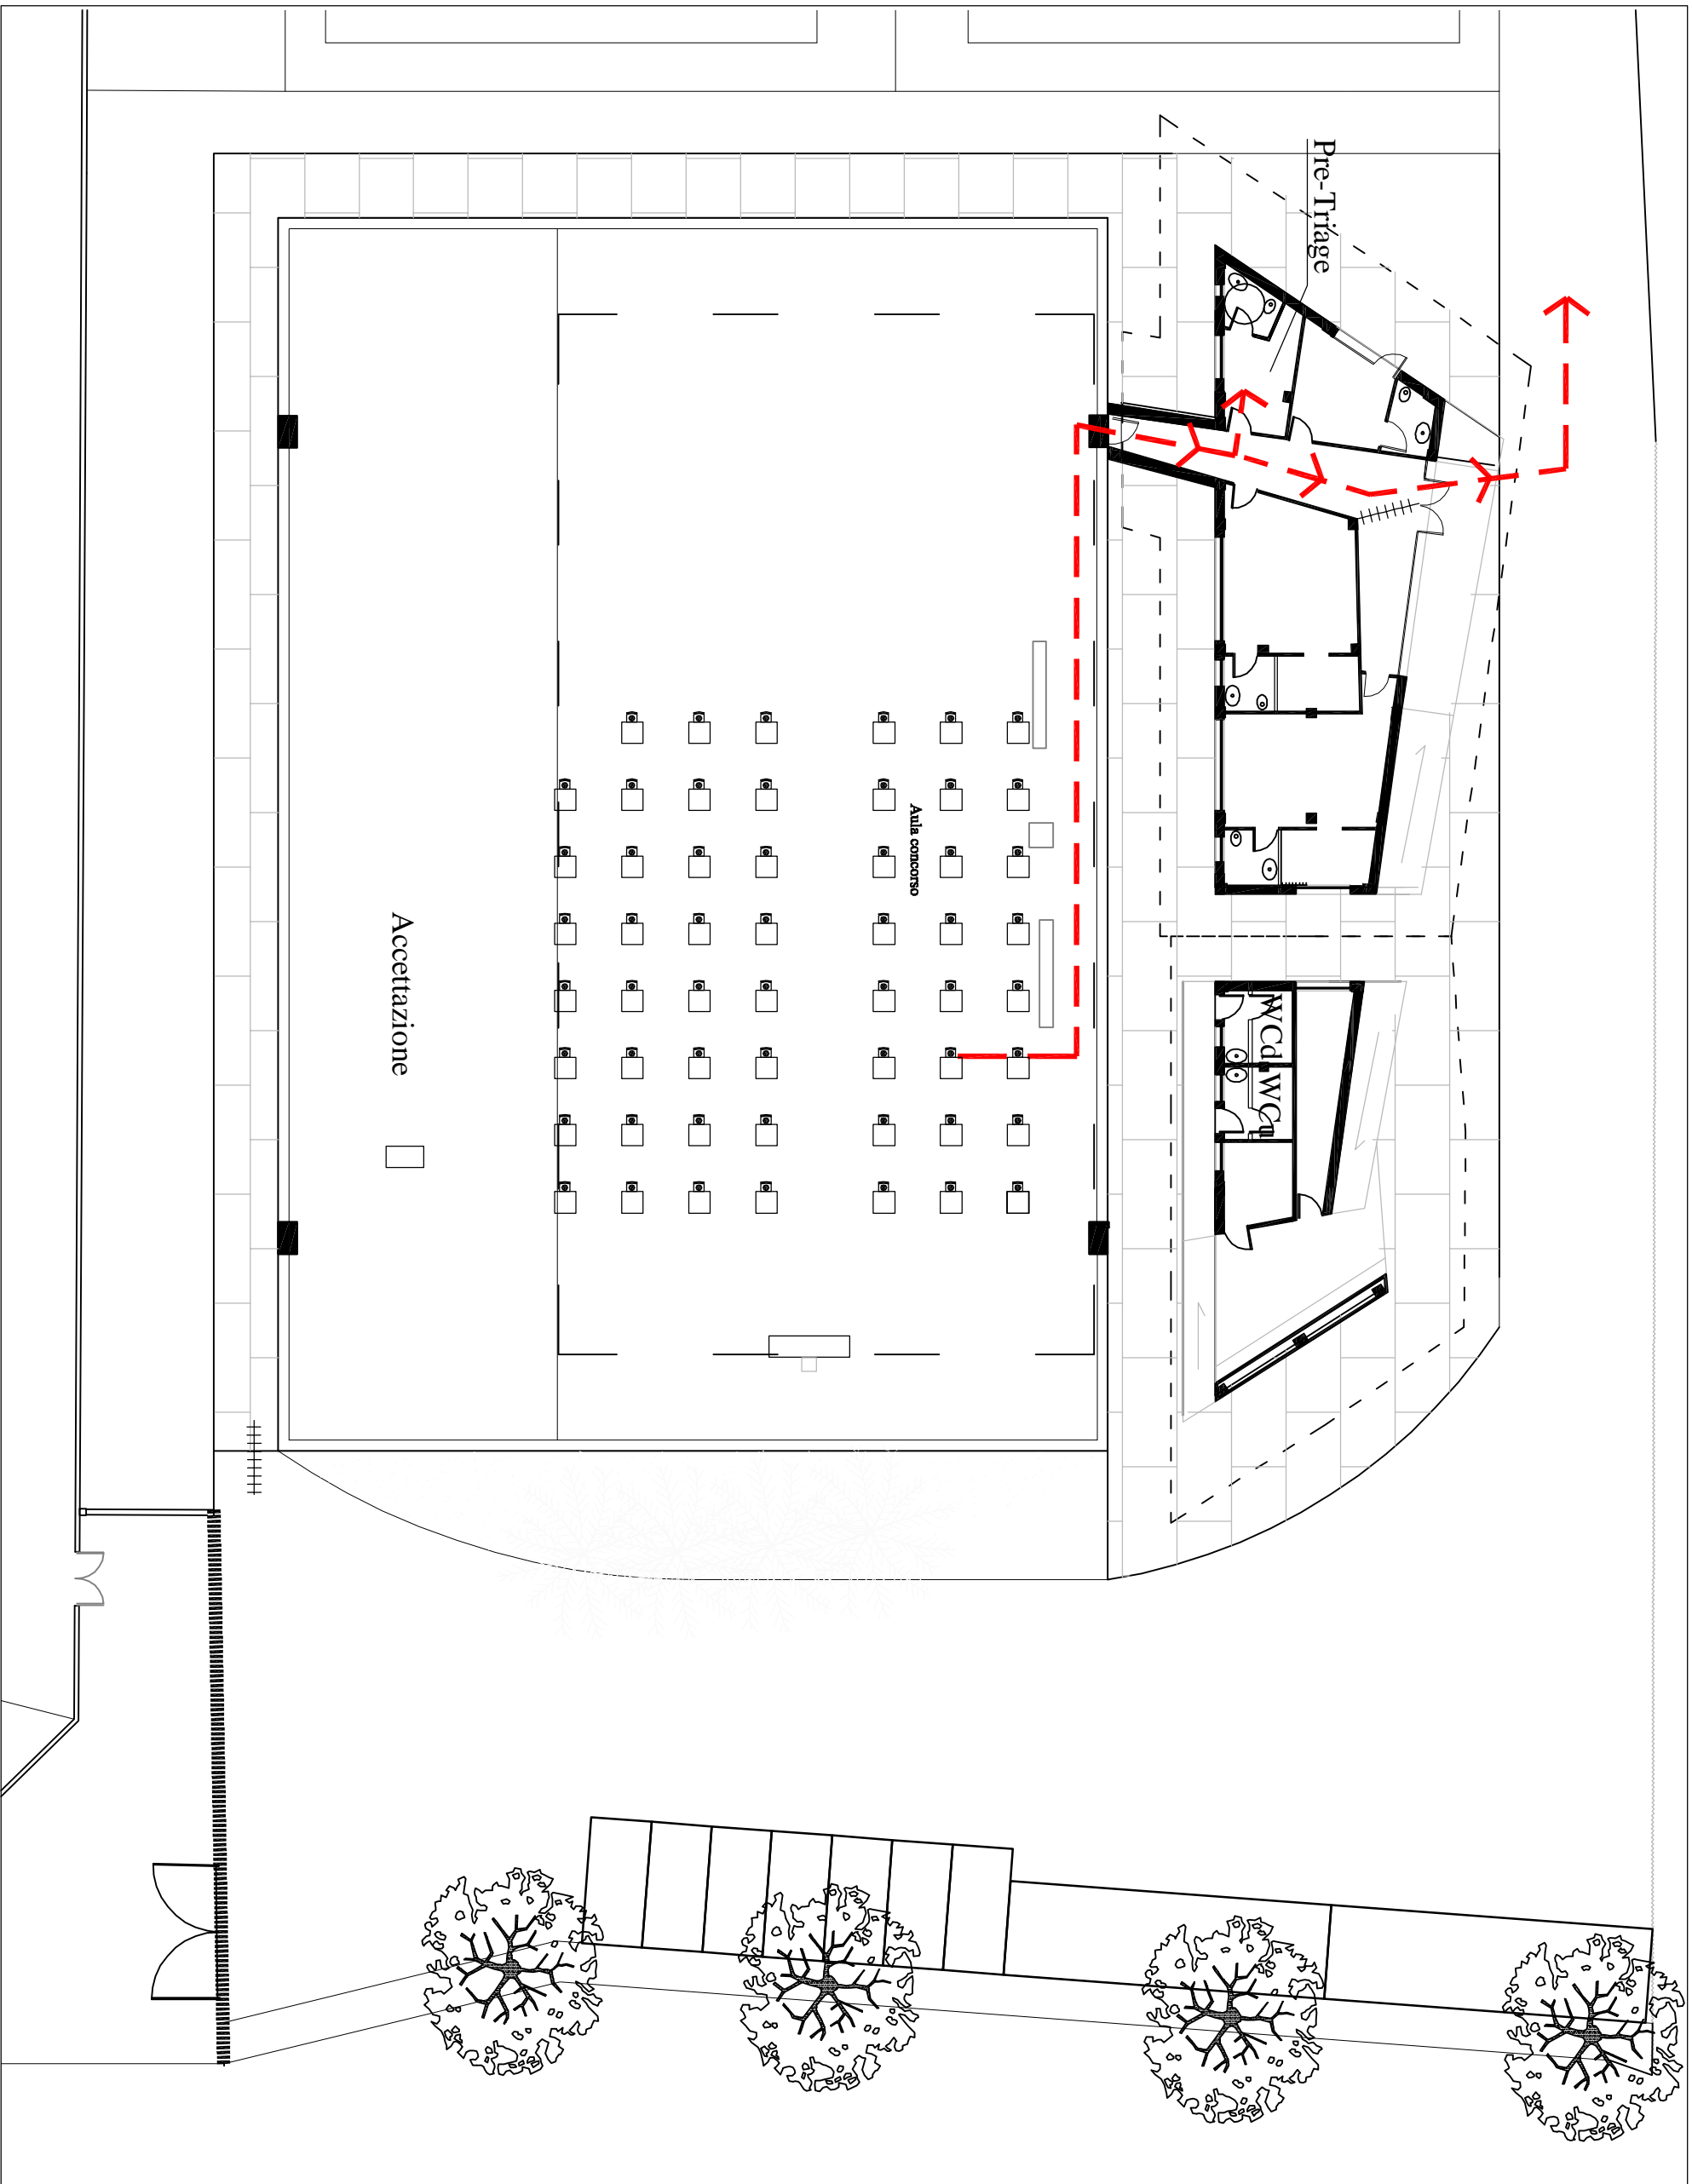 Pre-Triage
Aula concorso
Accettazione
WCd
WCu